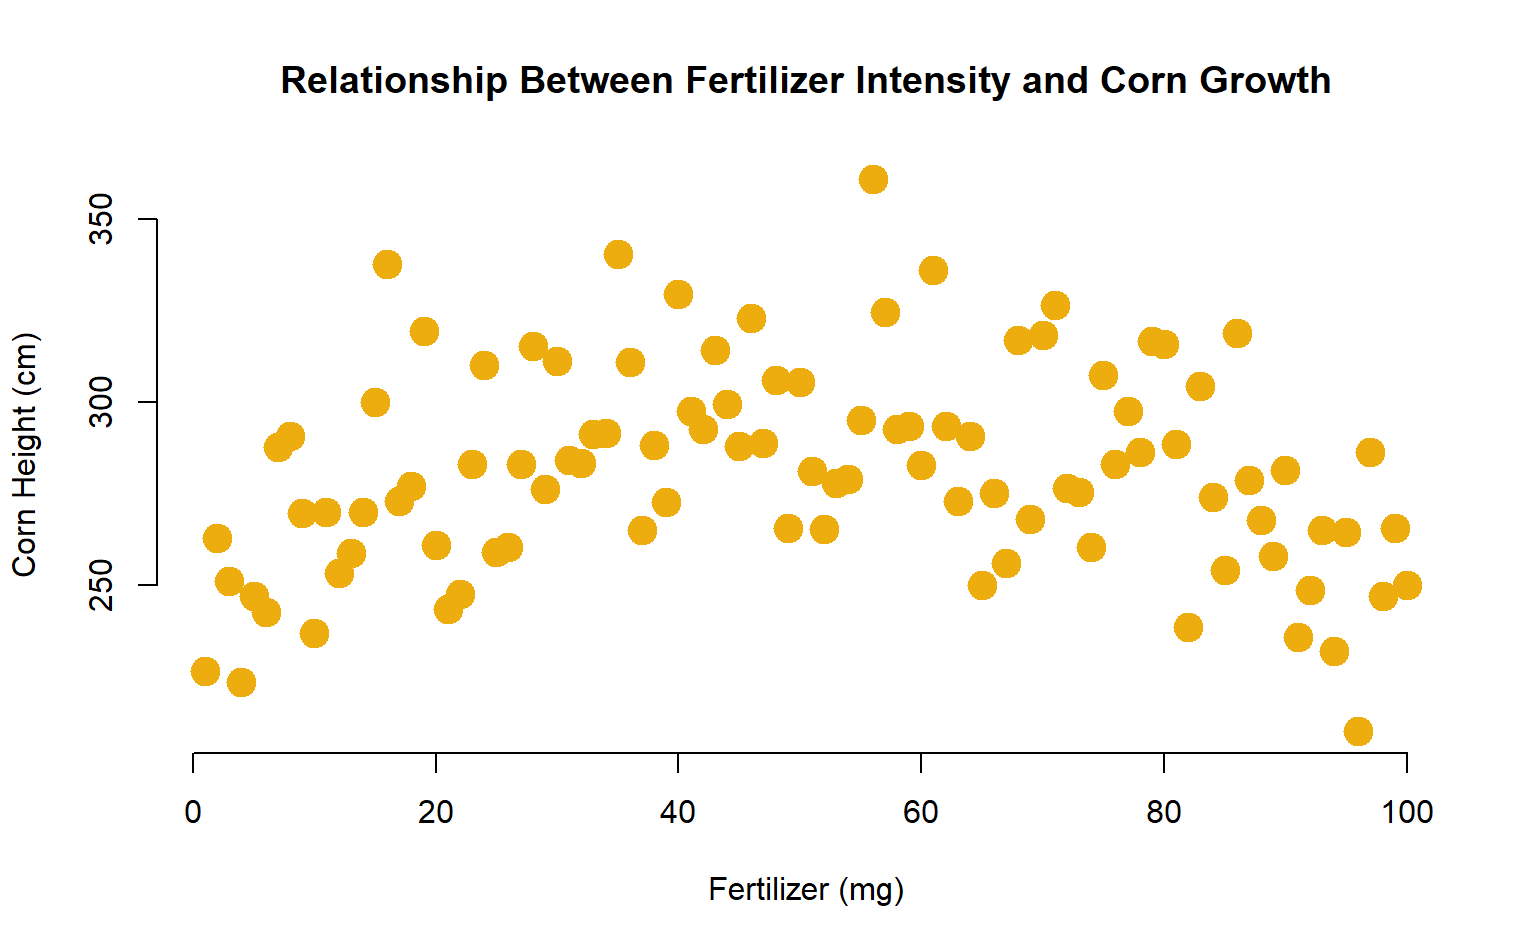 Relationship Between Fertilizer Intensity and Corn Growth
Corn Height (cm)
350
300
250
0 20 40 60 80 100
Fertilizer (mg)